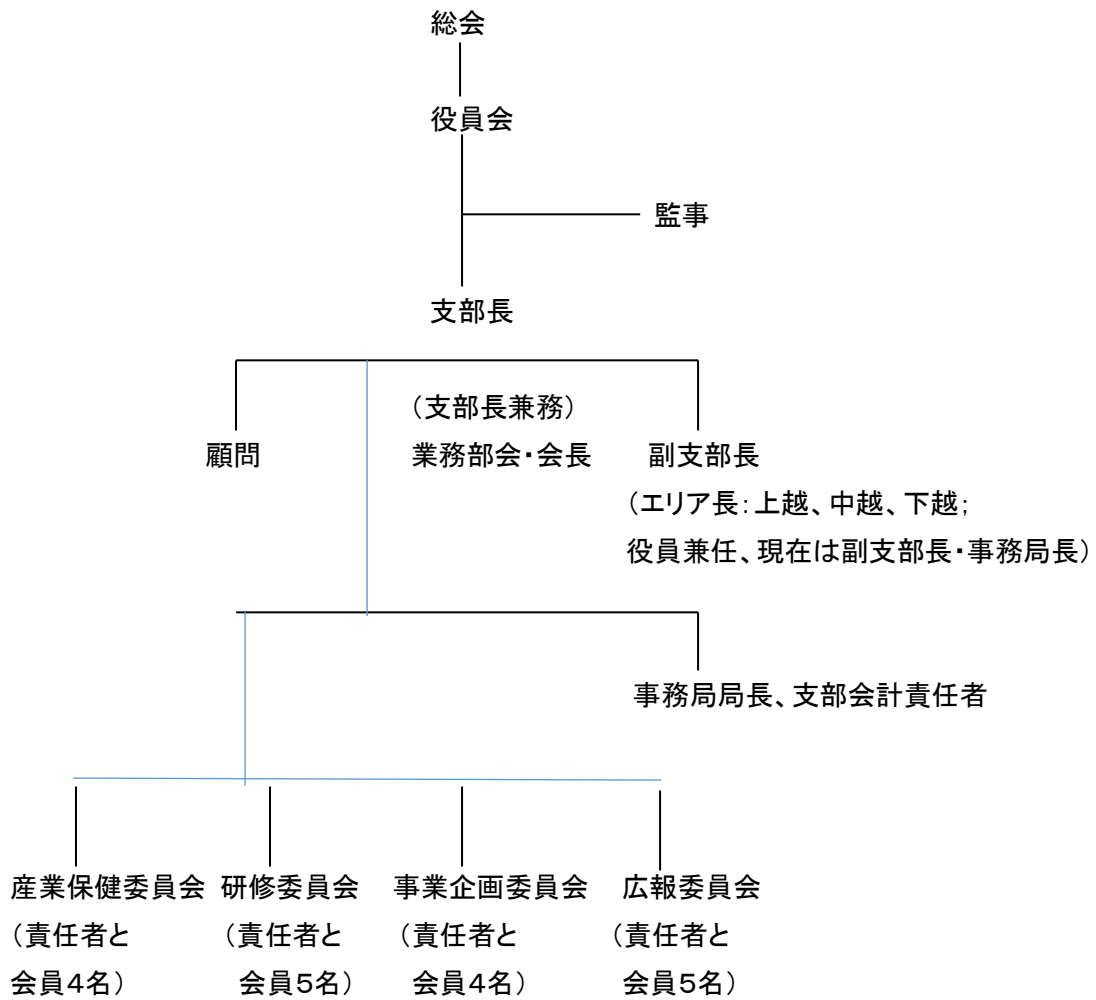 総会
役員会
監事
支部長
（支部長兼務）
顧問
業務部会・会長
副支部長
（エリア長：上越、中越、下越；
役員兼任、現在は副支部長・事務局長）
事務局局長、支部会計責任者
産業保健委員会 研修委員会 事業企画委員会 広報委員会
（責任者と （責任者と （責任者と （責任者と
会員４名） 会員５名） 会員４名） 会員５名）